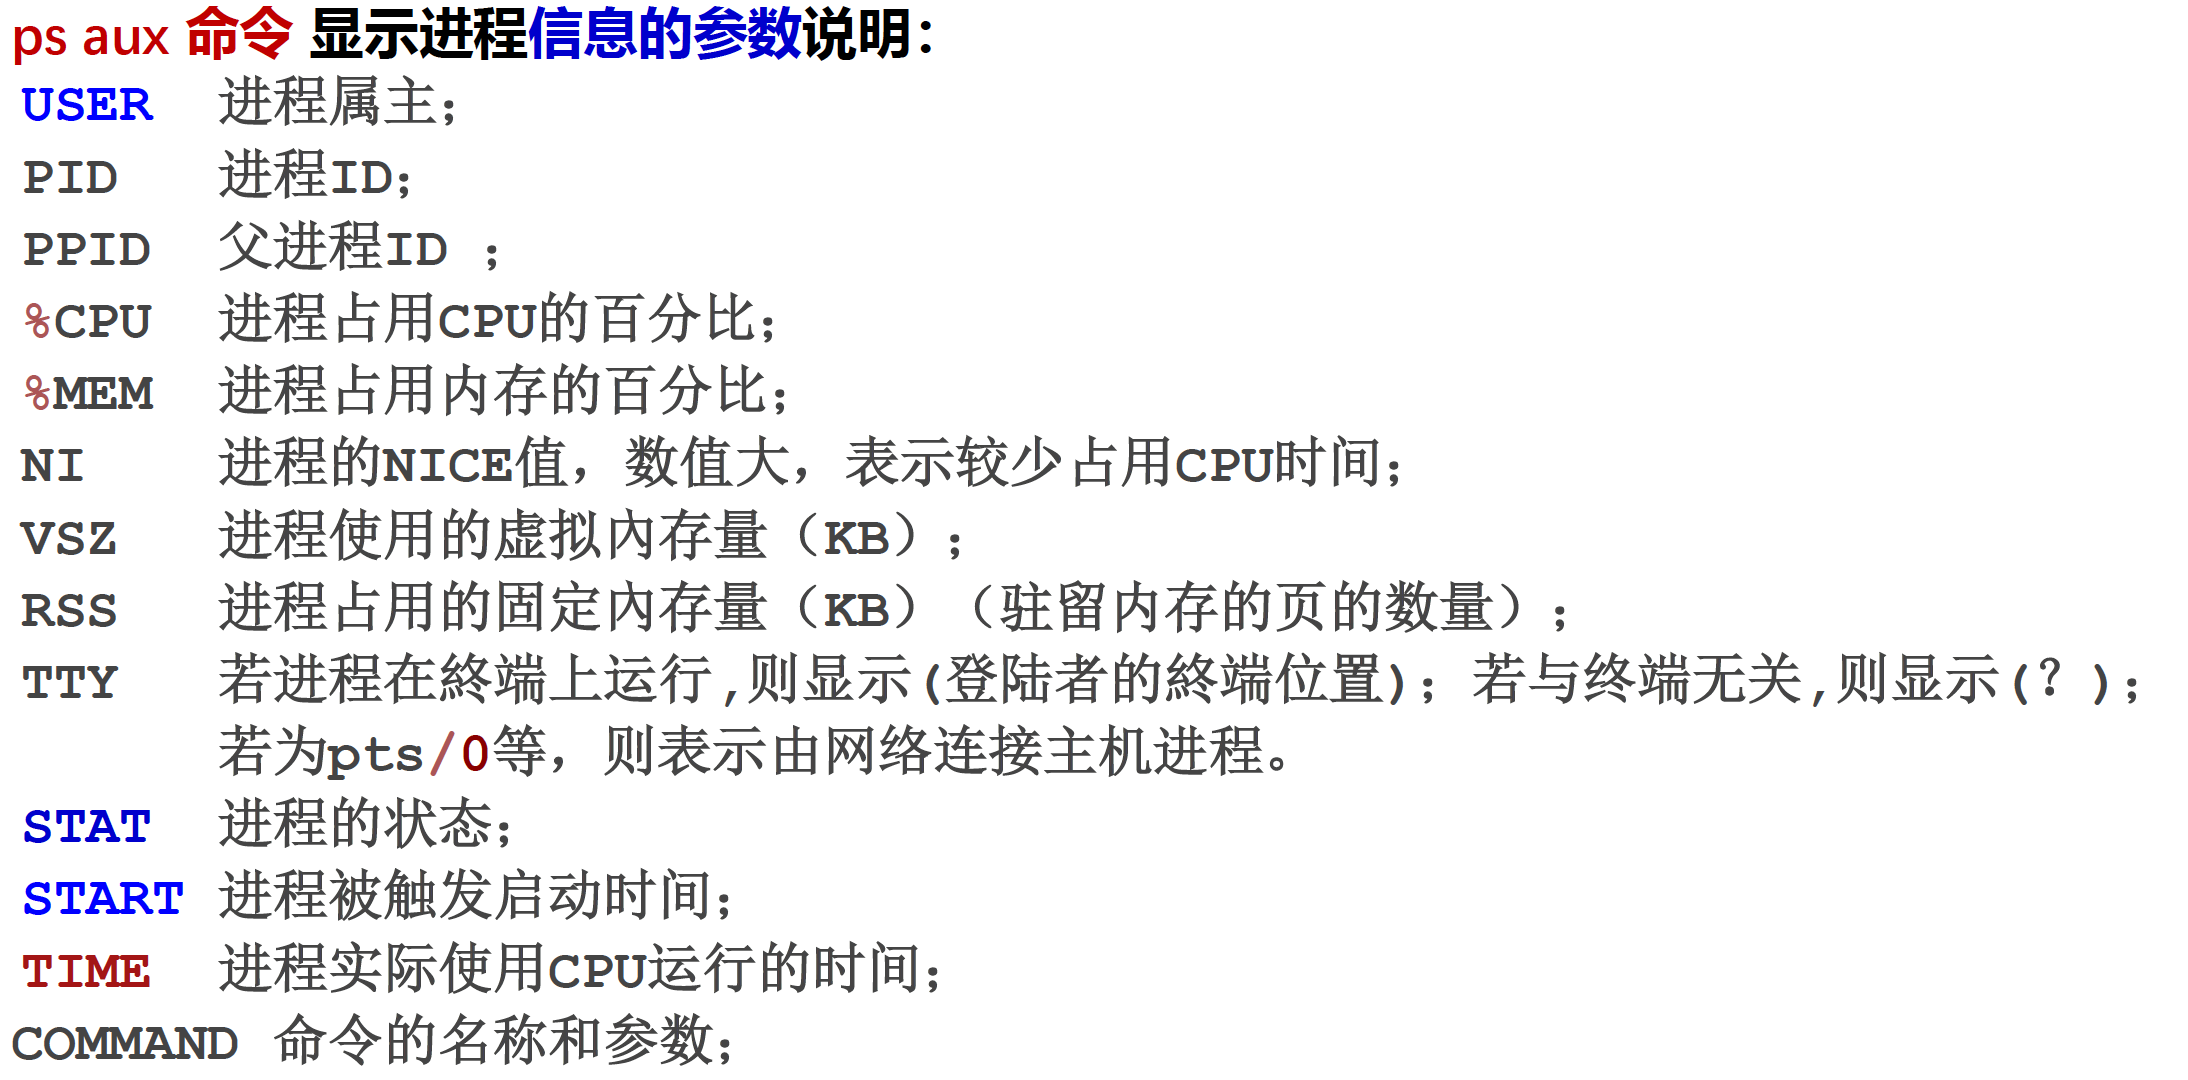 ps aux 命令 显示进程信息的参数说明：
USER 进程属主；
PID 进程ID；
PPID 父进程ID ；
%CPU 进程占用CPU的百分比；
%MEM 进程占用内存的百分比；
NI 进程的NICE值，数值大，表示较少占用CPU时间；
VSZ 进程使用的虚拟內存量（KB）；
RSS 进程占用的固定內存量（KB）（驻留内存的页的数量）；
TTY 若进程在終端上运行,则显示(登陆者的終端位置)；若与终端无关,则显示(？)；
若为pts/0等，则表示由网络连接主机进程。
STAT 进程的状态；
START 进程被触发启动时间；
TIME 进程实际使用CPU运行的时间；
COMMAND 命令的名称和参数；